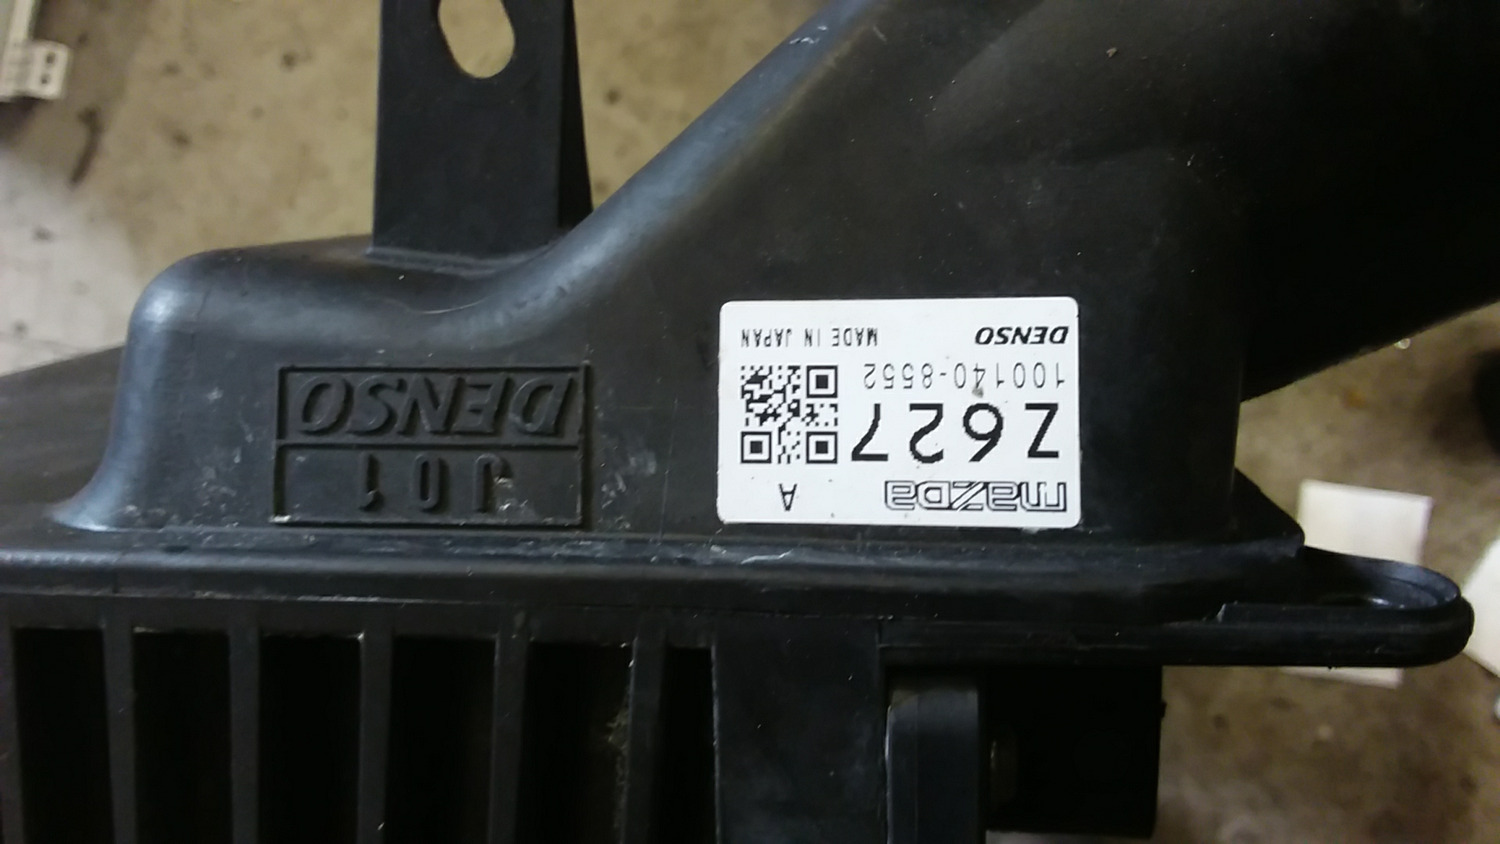 mazda A
Z627
100140-8552
DENSO MADE IN JAPAN
J01
DENSO